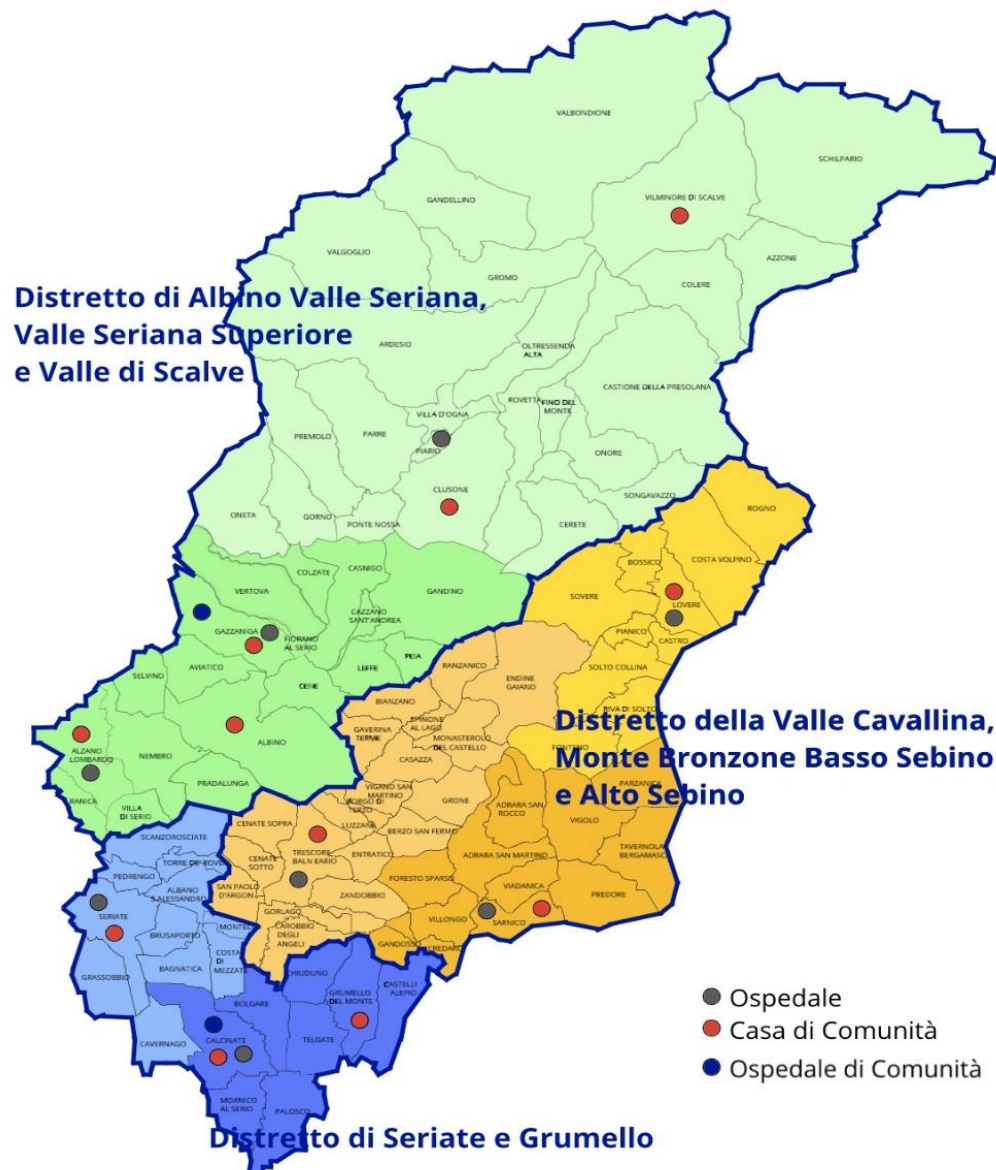 VALBONDIONE
SCHILPARIO
GANDELLINO
VILMINORE DI SCALVE
VALGOGLIO
AZZONE
GROMO
COLERE
Distretto di Albino Valle Seriana,
Valle Seriana Superiore
e Valle di Scalve
ARDESIO
OLTRESSENDA
ALTA
CASTIONE DELLA PRESOLANA
ROVETTA
FINO DEL
MONTE
VILLA D'OGNA
PREMOLO
PARRE
PIARIO
ONORE
CLUSONE
SONGAVAZZO
ONETA
GORNO
PONTE NOSSA
CERETE
ROGNO
COSTA VOLPINO
BOSSICO
COLZATE
CASNIGO
VERTOVA
GANDINO
SOVERE
LOVERE
CAZZANO
SANT'ANDREA
GAZZANIGA
FIORANO
AL SERIO
PIANICO
CASTRO
AVIATICO
LEFFE
PEIA
RANZANICO
SELVINO
ENDINE
GAIANO
SOLTO COLLINA
CENE
BIANZANO
RIVA DI SOLTO
SPINONE
AL LAGO
GAVERINA
TERME
MONASTEROLO
DEL CASTELLO
Distretto della Valle Cavallina,
Monte Bronzone Basso Sebino
e Alto Sebino
FONTENO
ALBINO
ALZANO
LOMBARDO
NEMBRO
CASAZZA
PRADALUNGA
VIGANO SAN
MARTINO
PARZANICA
RANICA
VILLA
DI SERIO
BORGO DI
TERZO
GRONE
ADRARA SAN
ROCCO
VIGOLO
CENATE SOPRA
LUZZANA
BERZO SAN FERMO
SCANZOROSCIATE
TRESCORE
BALNEARIO
TAVERNOLA
BERGAMASCO
CENATE
SOTTO
ENTRATICO
ADRARA SAN MARTINO
TORRE DE' ROVERI
PEDRENGO
FORESTO SPARSO
ALBANO
S.ALESSANDRO
SAN PAOLO
D'ARGON
ZANDOBBIO
VIADANICA
PREDORE
GORLAGO
SERIATE
VILLONGO
SARNICO
CAROBBIO
DEGLI
ANGELI
BRUSAPORTO
MONTEL
GANDOSSO
CREDARO
COSTA
DI
MEZZATE
GRASSOBBIO
BAGNATICA
CHIUDUNO
GRUMELLO
DEL MONTE
CASTELLI
CALEPIO
BOLGARE
Ospedale
Casa di Comunità
Ospedale di Comunità
CAVERNAGO
CALCINATE
TELGATE
MORNICO
AL SERIO
PALOSCO
Distretto di Seriate e Grumello